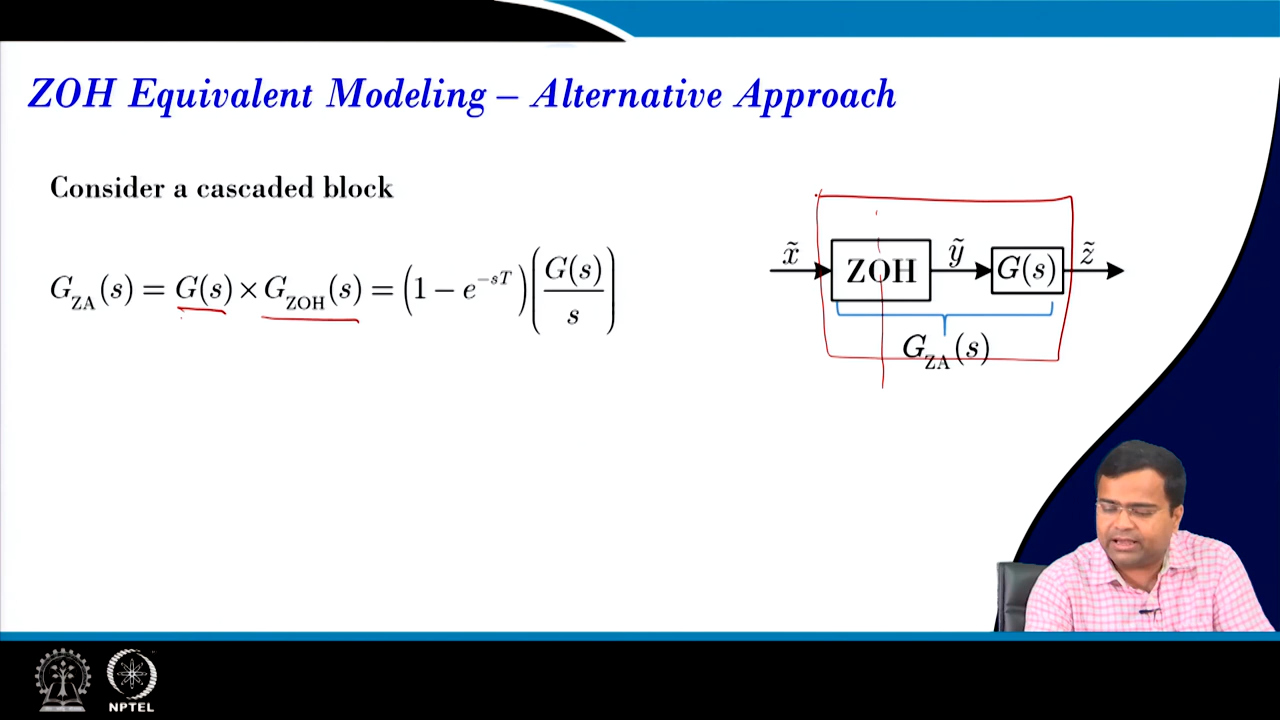 ZOH Equivalent Modeling – Alternative Approach
Consider a cascaded block
G_ZA(s) = G(s) × G_ZOH(s) = (1 − e^{−sT}) (G(s)/s)
x̃ ZOH ỹ G(s) z̃
G_ZA(s)
NPTEL